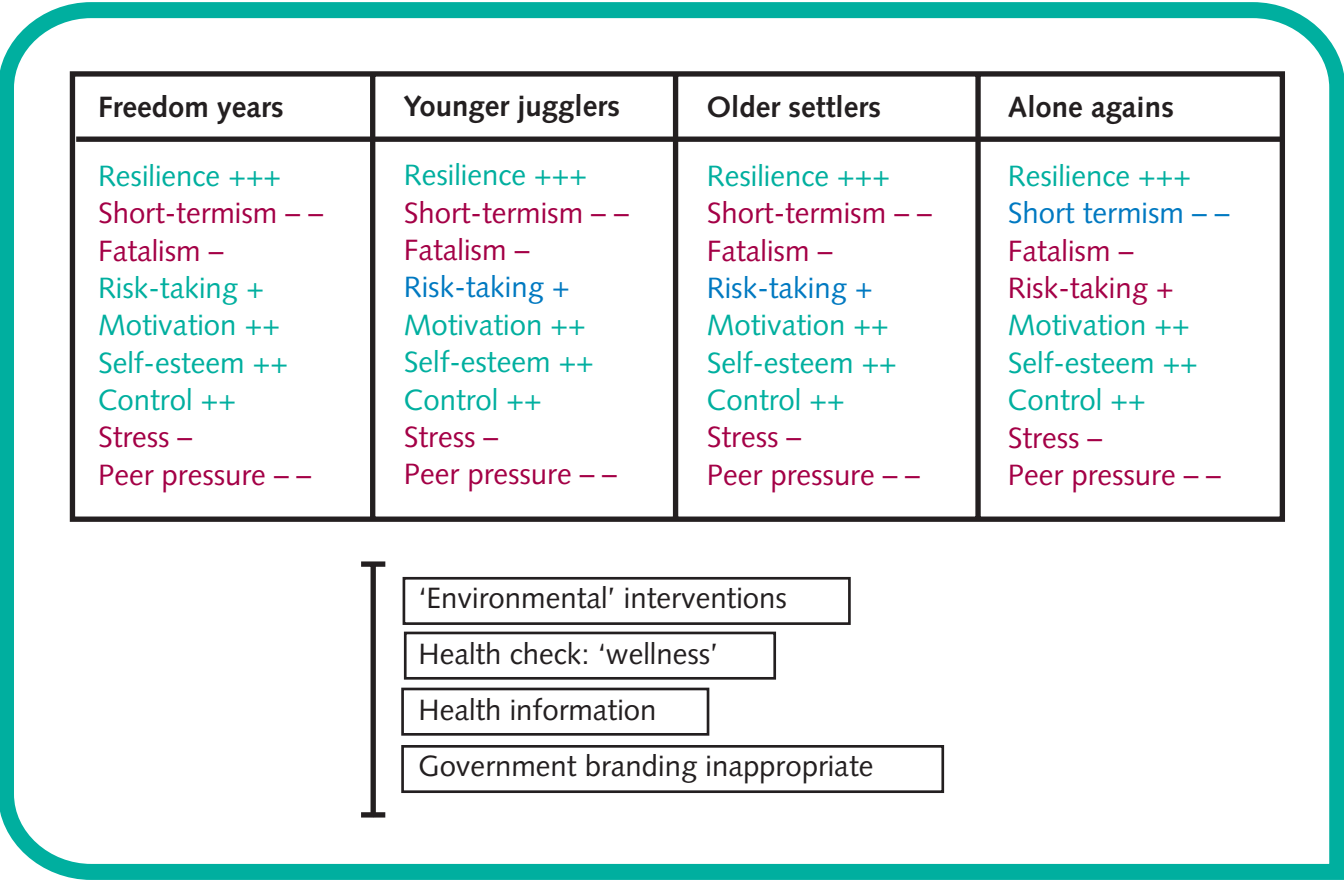 Freedom years
Resilience +++
Short-termism – –
Fatalism –
Risk-taking +
Motivation ++
Self-esteem ++
Control ++
Stress –
Peer pressure – –
Younger jugglers
Resilience +++
Short-termism – –
Fatalism –
Risk-taking +
Motivation ++
Self-esteem ++
Control ++
Stress –
Peer pressure – –
Older settlers
Resilience +++
Short-termism – –
Fatalism –
Risk-taking +
Motivation ++
Self-esteem ++
Control ++
Stress –
Peer pressure – –
Alone agains
Resilience +++
Short termism – –
Fatalism –
Risk-taking +
Motivation ++
Self-esteem ++
Control ++
Stress –
Peer pressure – –
‘Environmental’ interventions
Health check: ‘wellness’
Health information
Government branding inappropriate